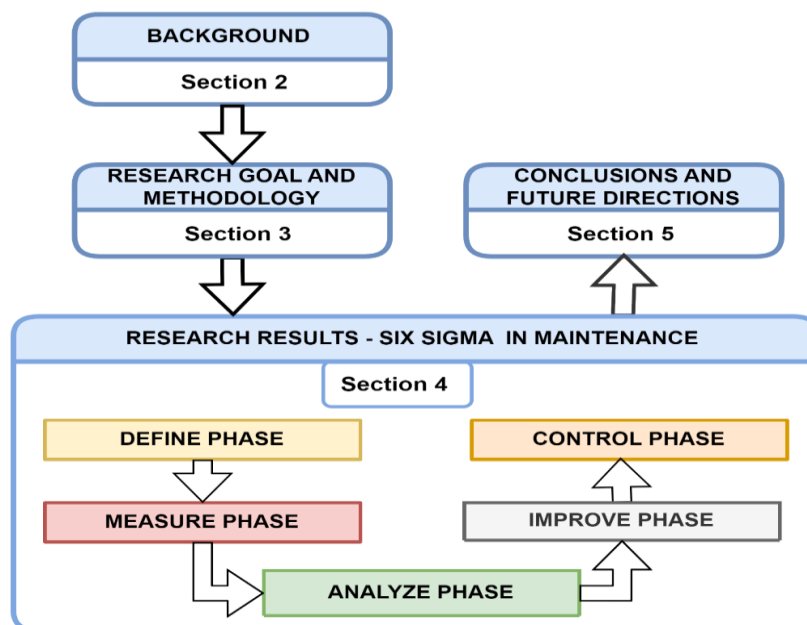 BACKGROUND
Section 2
RESEARCH GOAL AND
METHODOLOGY
Section 3
CONCLUSIONS AND
FUTURE DIRECTIONS
Section 5
RESEARCH RESULTS - SIX SIGMA IN MAINTENANCE
Section 4
DEFINE PHASE
MEASURE PHASE
ANALYZE PHASE
IMPROVE PHASE
CONTROL PHASE